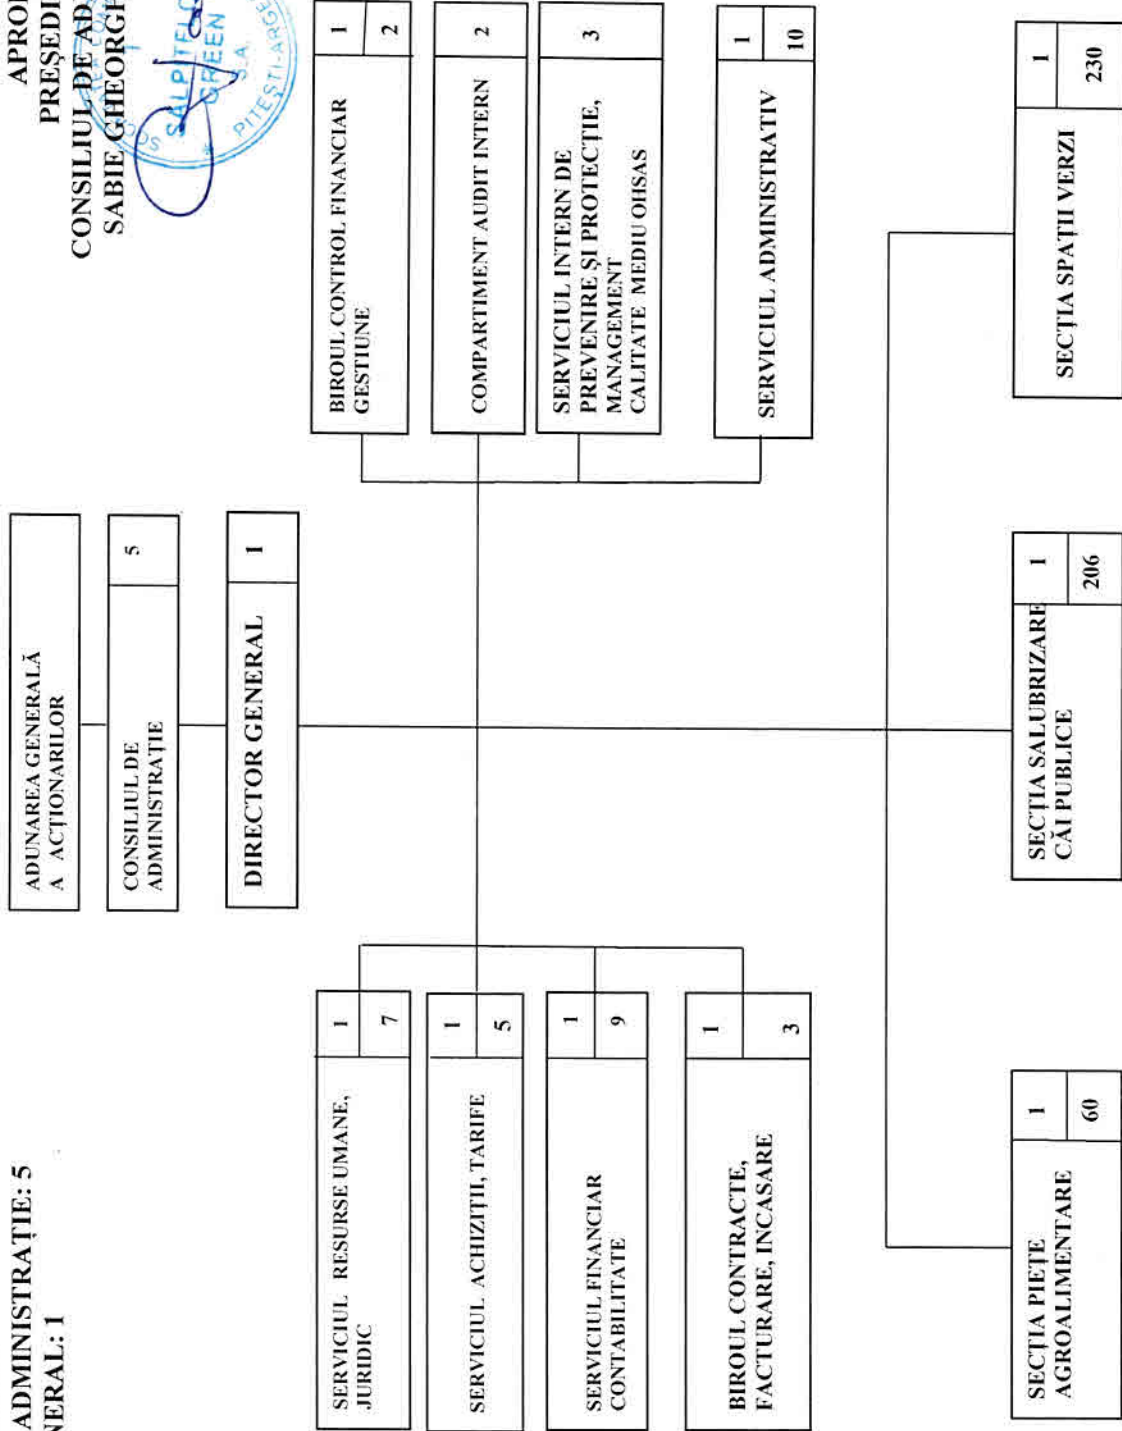 ADMINISTRAȚIE: 5
NERAL: 1
APRO
PREȘEDI
CONSILIUL DE AD
SABIE GHEORGH
SALPITFLO
GREEN
S.A.
PITEȘTI-ARGE
ADUNAREA GENERALĂ
A ACȚIONARILOR
CONSILIUL DE
ADMINISTRAȚIE
5
DIRECTOR GENERAL
1
SERVICIUL RESURSE UMANE,
JURIDIC
1
7
SERVICIUL ACHIZIȚII, TARIFE
1
5
SERVICIUL FINANCIAR
CONTABILITATE
1
9
BIROUL CONTRACTE,
FACTURARE, INCASARE
1
3
BIROUL CONTROL FINANCIAR
GESTIUNE
1
2
COMPARTIMENT AUDIT INTERN
2
SERVICIUL INTERN DE
PREVENIRE ȘI PROTECȚIE,
MANAGEMENT
CALITATE MEDIU OHSAS
3
SERVICIUL ADMINISTRATIV
1
10
SECȚIA PIEȚE
AGROALIMENTARE
1
60
SECȚIA SALUBRIZARE
CĂI PUBLICE
1
206
SECȚIA SPAȚII VERZI
1
230